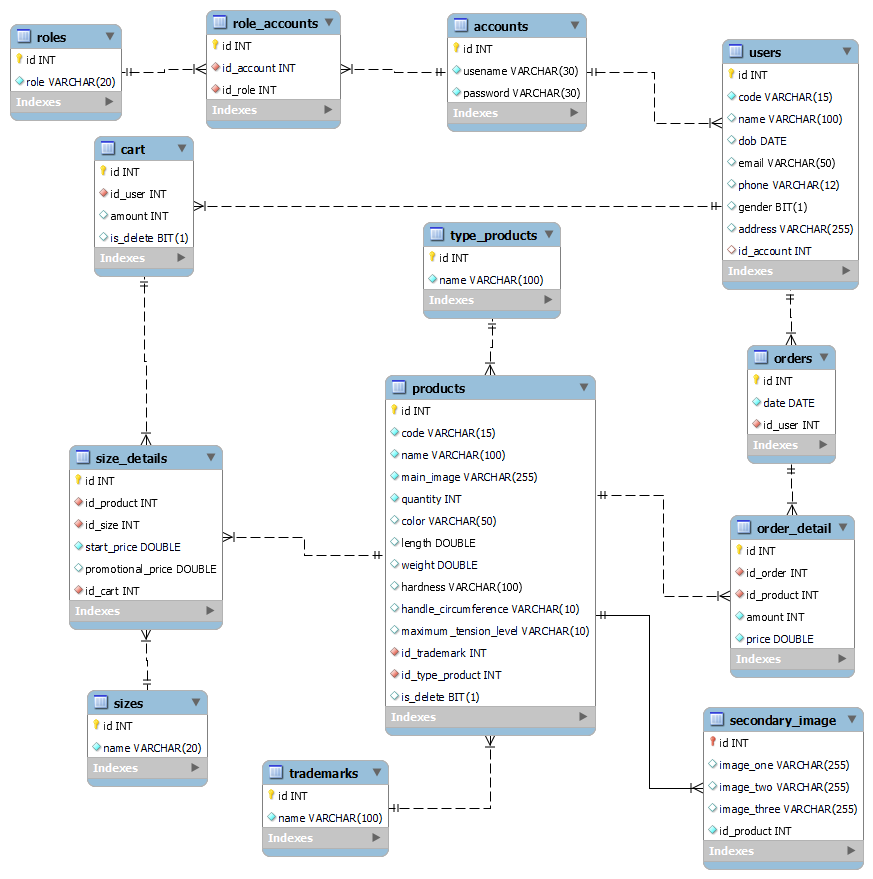 roles
id INT
role VARCHAR(20)
Indexes
role_accounts
id INT
id_account INT
id_role INT
Indexes
accounts
id INT
usename VARCHAR(30)
password VARCHAR(30)
Indexes
users
id INT
code VARCHAR(15)
name VARCHAR(100)
dob DATE
email VARCHAR(50)
phone VARCHAR(12)
gender BIT(1)
address VARCHAR(255)
id_account INT
Indexes
cart
id INT
id_user INT
amount INT
is_delete BIT(1)
Indexes
type_products
id INT
name VARCHAR(100)
Indexes
orders
id INT
date DATE
id_user INT
Indexes
products
id INT
code VARCHAR(15)
name VARCHAR(100)
main_image VARCHAR(255)
quantity INT
color VARCHAR(50)
length DOUBLE
weight DOUBLE
hardness VARCHAR(100)
handle_circumference VARCHAR(10)
maximum_tension_level VARCHAR(10)
id_trademark INT
id_type_product INT
is_delete BIT(1)
Indexes
size_details
id INT
id_product INT
id_size INT
start_price DOUBLE
promotional_price DOUBLE
id_cart INT
Indexes
order_detail
id INT
id_order INT
id_product INT
amount INT
price DOUBLE
Indexes
sizes
id INT
name VARCHAR(20)
Indexes
trademarks
id INT
name VARCHAR(100)
Indexes
secondary_image
id INT
image_one VARCHAR(255)
image_two VARCHAR(255)
image_three VARCHAR(255)
id_product INT
Indexes